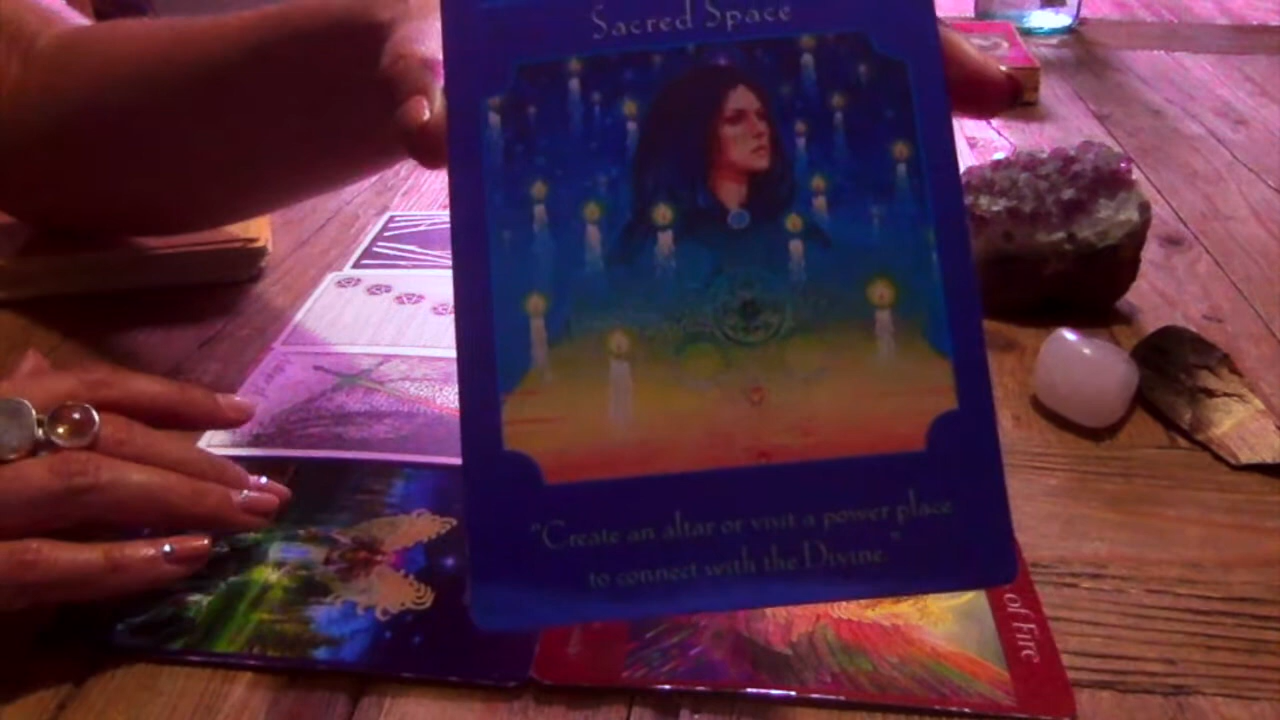 Sacred Space
"Create an altar or visit a power place
to connect with the Divine."
of Fire